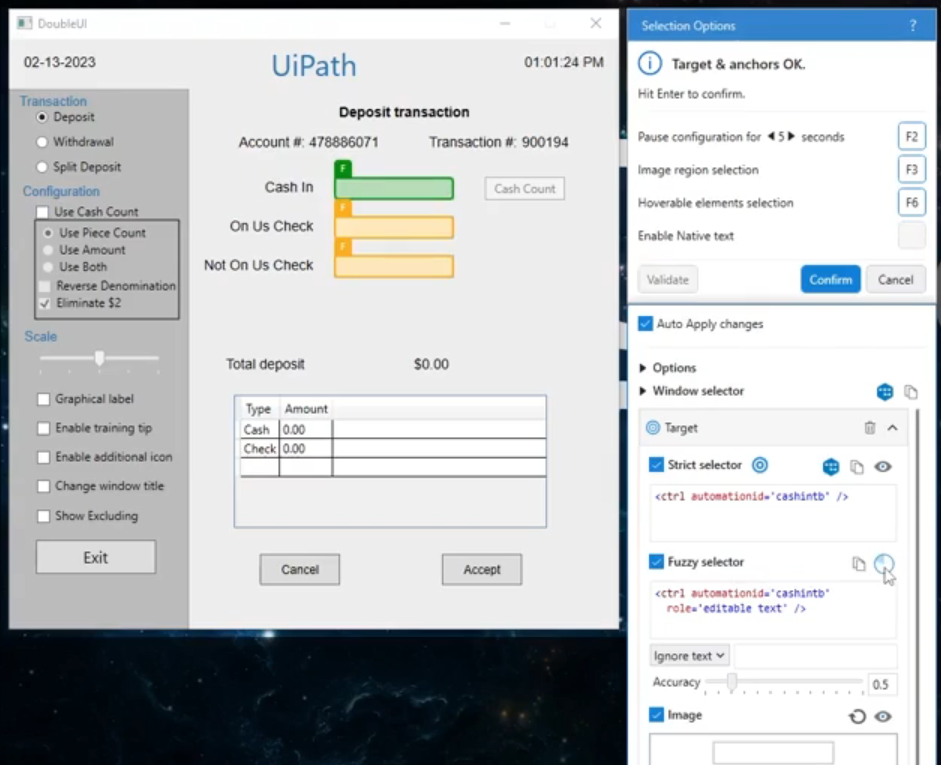 DoubleUI
02-13-2023
UiPath
01:01:24 PM
Transaction
Deposit
Withdrawal
Split Deposit
Configuration
Use Cash Count
Use Piece Count
Use Amount
Use Both
Reverse Denomination
Eliminate $2
Scale
Graphical label
Enable training tip
Enable additional icon
Change window title
Show Excluding
Exit
Deposit transaction
Account #: 478886071 Transaction #: 900194
F
Cash In
Cash Count
F
On Us Check
F
Not On Us Check
Total deposit $0.00
Type Amount
Cash 0.00
Check 0.00
Cancel Accept
Selection Options ?
Target & anchors OK.
Hit Enter to confirm.
Pause configuration for 5 seconds F2
Image region selection F3
Hoverable elements selection F6
Enable Native text
Validate Confirm Cancel
Auto Apply changes
Options
Window selector
Target
Strict selector
<ctrl automationid='cashintb' />
Fuzzy selector
<ctrl automationid='cashintb'
role='editable text' />
Ignore text
Accuracy 0.5
Image